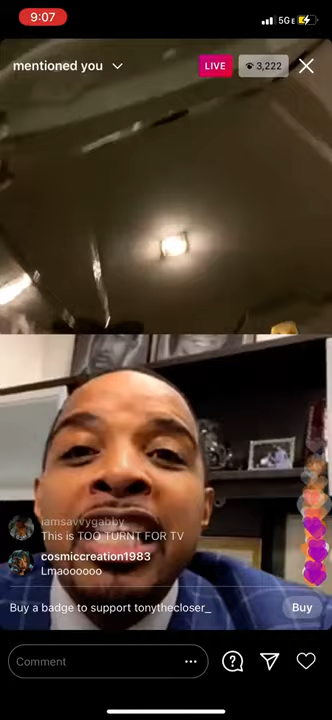 9:07
5GE
mentioned you
LIVE
3,222
iamsavvygabby
This is TOO TURNT FOR TV
cosmiccreation1983
Lmaoooooo
Buy a badge to support tonythecloser_
Buy
Comment